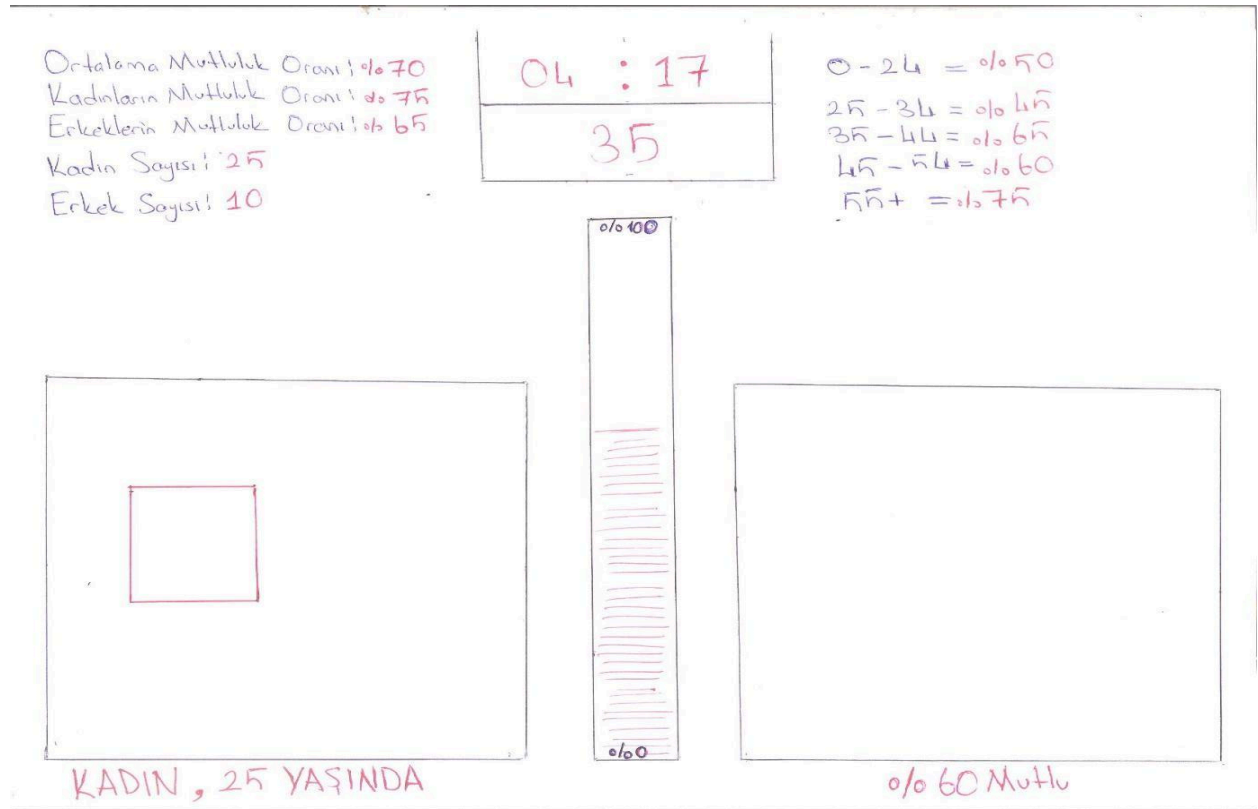 Ortalama Mutluluk Oranı: %70
Kadınların Mutluluk Oranı: %75
Erkeklerin Mutluluk Oranı: %65
Kadın Sayısı: 25
Erkek Sayısı: 10
04 : 17
35
0-24 = %50
25-34 = %45
35-44 = %65
45-54 = %60
55+ = %75
%100
%0
KADIN, 25 YAŞINDA
%60 Mutlu